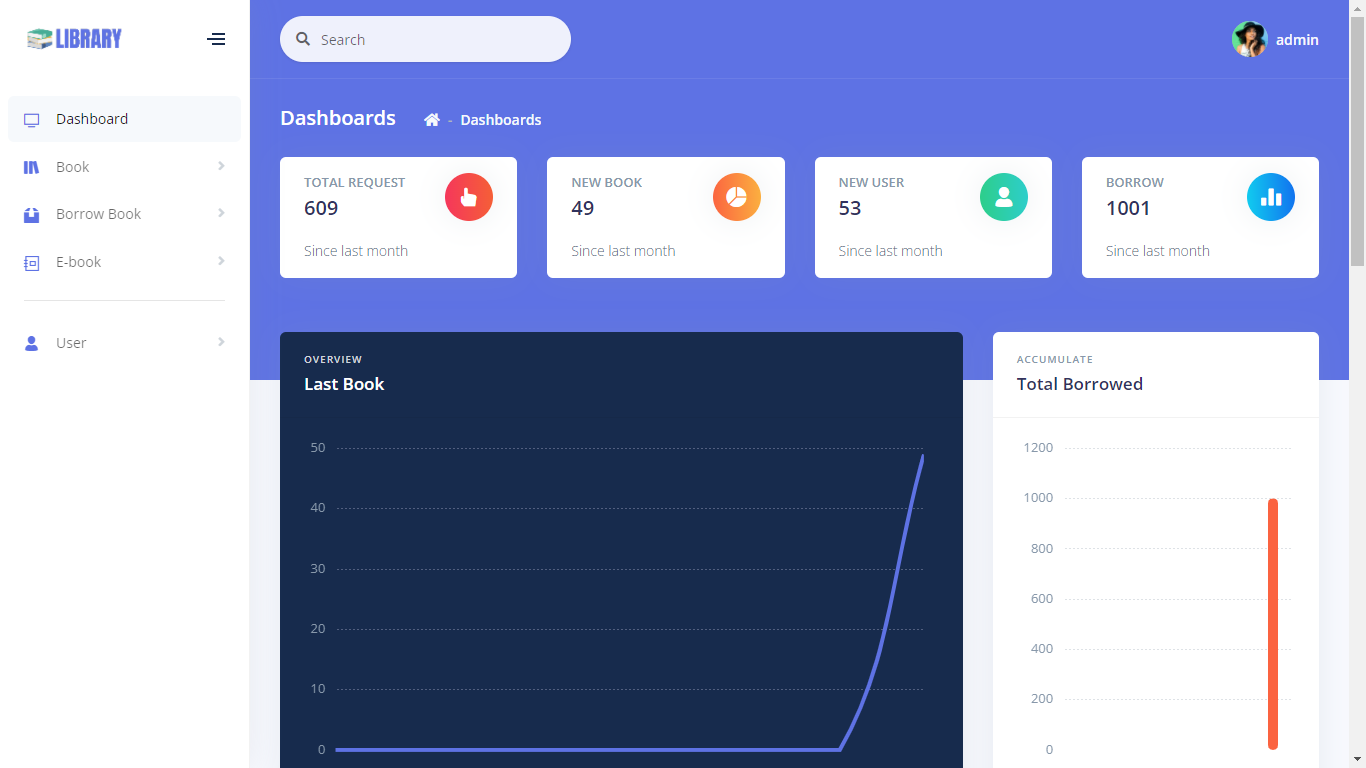 LIBRARY
Search
admin
Dashboard
Book
Borrow Book
E-book
User
Dashboards
- Dashboards
TOTAL REQUEST
609
Since last month
NEW BOOK
49
Since last month
NEW USER
53
Since last month
BORROW
1001
Since last month
OVERVIEW
Last Book
50
40
30
20
10
0
ACCUMULATE
Total Borrowed
1200
1000
800
600
400
200
0